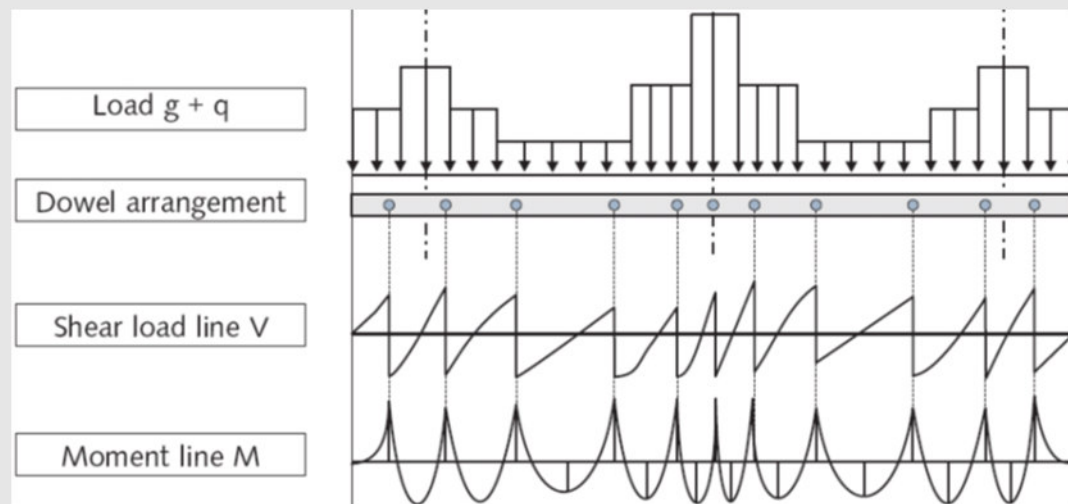 Load g + q
Dowel arrangement
Shear load line V
Moment line M